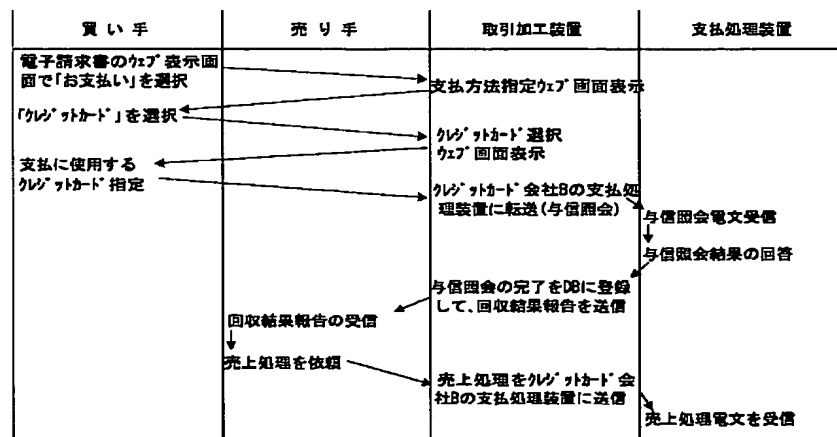 買い手 売り手 取引加工装置 支払処理装置
電子請求書のウェブ表示画
面で「お支払い」を選択
支払方法指定ウェブ画面表示
「クレジットカード」を選択
クレジットカード選択
ウェブ画面表示
支払に使用する
クレジットカード指定
クレジットカード会社Bの支払処
理装置に転送(与信照会)
与信照会電文受信
与信照会結果の回答
与信照会の完了をDBに登録
して、回収結果報告を送信
回収結果報告の受信
売上処理を依頼
売上処理をクレジットカード会
社Bの支払処理装置に送信
売上処理電文を受信